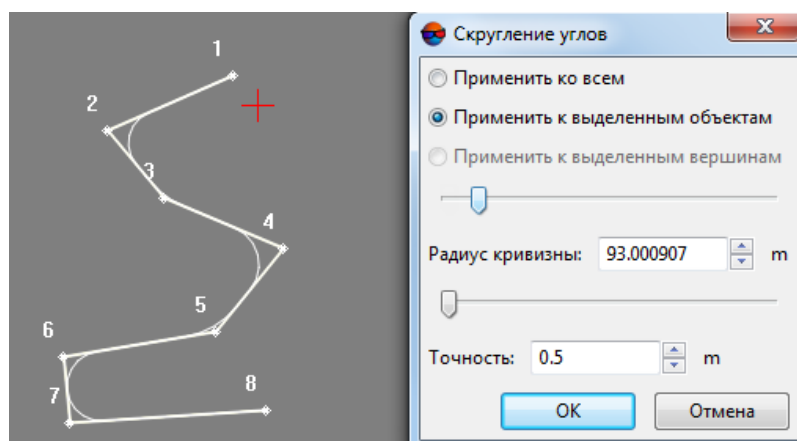 1
2
3
4
5
6
7
8
Скругление углов
Применить ко всем
Применить к выделенным объектам
Применить к выделенным вершинам
Радиус кривизны: 93.000907 m
Точность: 0.5 m
OK Отмена